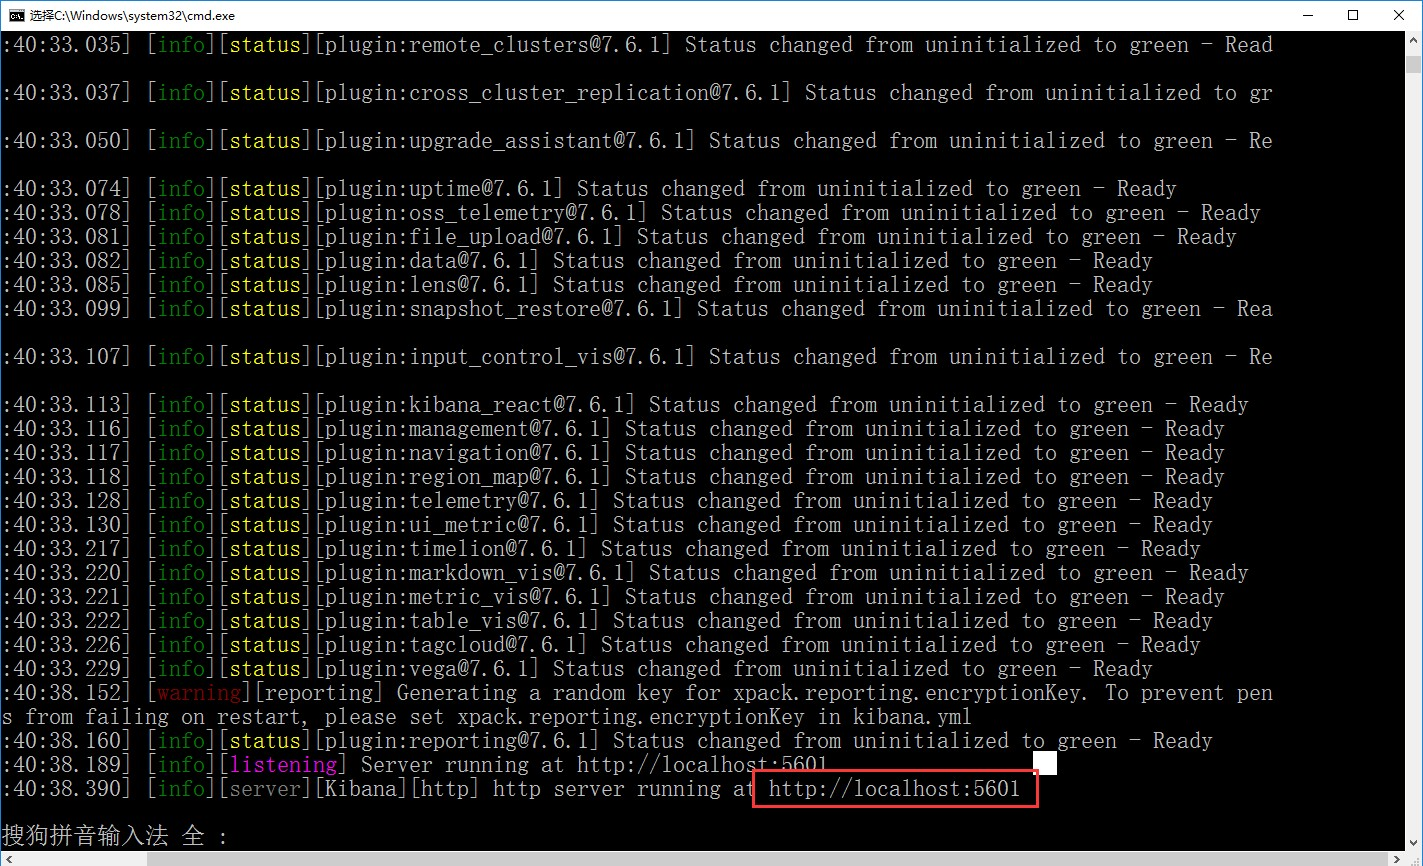 选择C:\Windows\system32\cmd.exe
:40:33.035] [info][status][plugin:remote_clusters@7.6.1] Status changed from uninitialized to green - Read
:40:33.037] [info][status][plugin:cross_cluster_replication@7.6.1] Status changed from uninitialized to gr
:40:33.050] [info][status][plugin:upgrade_assistant@7.6.1] Status changed from uninitialized to green - Re
:40:33.074] [info][status][plugin:uptime@7.6.1] Status changed from uninitialized to green - Ready
:40:33.078] [info][status][plugin:oss_telemetry@7.6.1] Status changed from uninitialized to green - Ready
:40:33.081] [info][status][plugin:file_upload@7.6.1] Status changed from uninitialized to green - Ready
:40:33.082] [info][status][plugin:data@7.6.1] Status changed from uninitialized to green - Ready
:40:33.085] [info][status][plugin:lens@7.6.1] Status changed from uninitialized to green - Ready
:40:33.099] [info][status][plugin:snapshot_restore@7.6.1] Status changed from uninitialized to green - Rea
:40:33.107] [info][status][plugin:input_control_vis@7.6.1] Status changed from uninitialized to green - Re
:40:33.113] [info][status][plugin:kibana_react@7.6.1] Status changed from uninitialized to green - Ready
:40:33.116] [info][status][plugin:management@7.6.1] Status changed from uninitialized to green - Ready
:40:33.117] [info][status][plugin:navigation@7.6.1] Status changed from uninitialized to green - Ready
:40:33.118] [info][status][plugin:region_map@7.6.1] Status changed from uninitialized to green - Ready
:40:33.128] [info][status][plugin:telemetry@7.6.1] Status changed from uninitialized to green - Ready
:40:33.130] [info][status][plugin:ui_metric@7.6.1] Status changed from uninitialized to green - Ready
:40:33.217] [info][status][plugin:timelion@7.6.1] Status changed from uninitialized to green - Ready
:40:33.220] [info][status][plugin:markdown_vis@7.6.1] Status changed from uninitialized to green - Ready
:40:33.221] [info][status][plugin:metric_vis@7.6.1] Status changed from uninitialized to green - Ready
:40:33.222] [info][status][plugin:table_vis@7.6.1] Status changed from uninitialized to green - Ready
:40:33.226] [info][status][plugin:tagcloud@7.6.1] Status changed from uninitialized to green - Ready
:40:33.229] [info][status][plugin:vega@7.6.1] Status changed from uninitialized to green - Ready
:40:38.152] [warning][reporting] Generating a random key for xpack.reporting.encryptionKey. To prevent pen
s from failing on restart, please set xpack.reporting.encryptionKey in kibana.yml
:40:38.160] [info][status][plugin:reporting@7.6.1] Status changed from uninitialized to green - Ready
:40:38.189] [info][listening] Server running at http://localhost:5601
:40:38.390] [info][server][Kibana][http] http server running at http://localhost:5601
搜狗拼音输入法 全 :